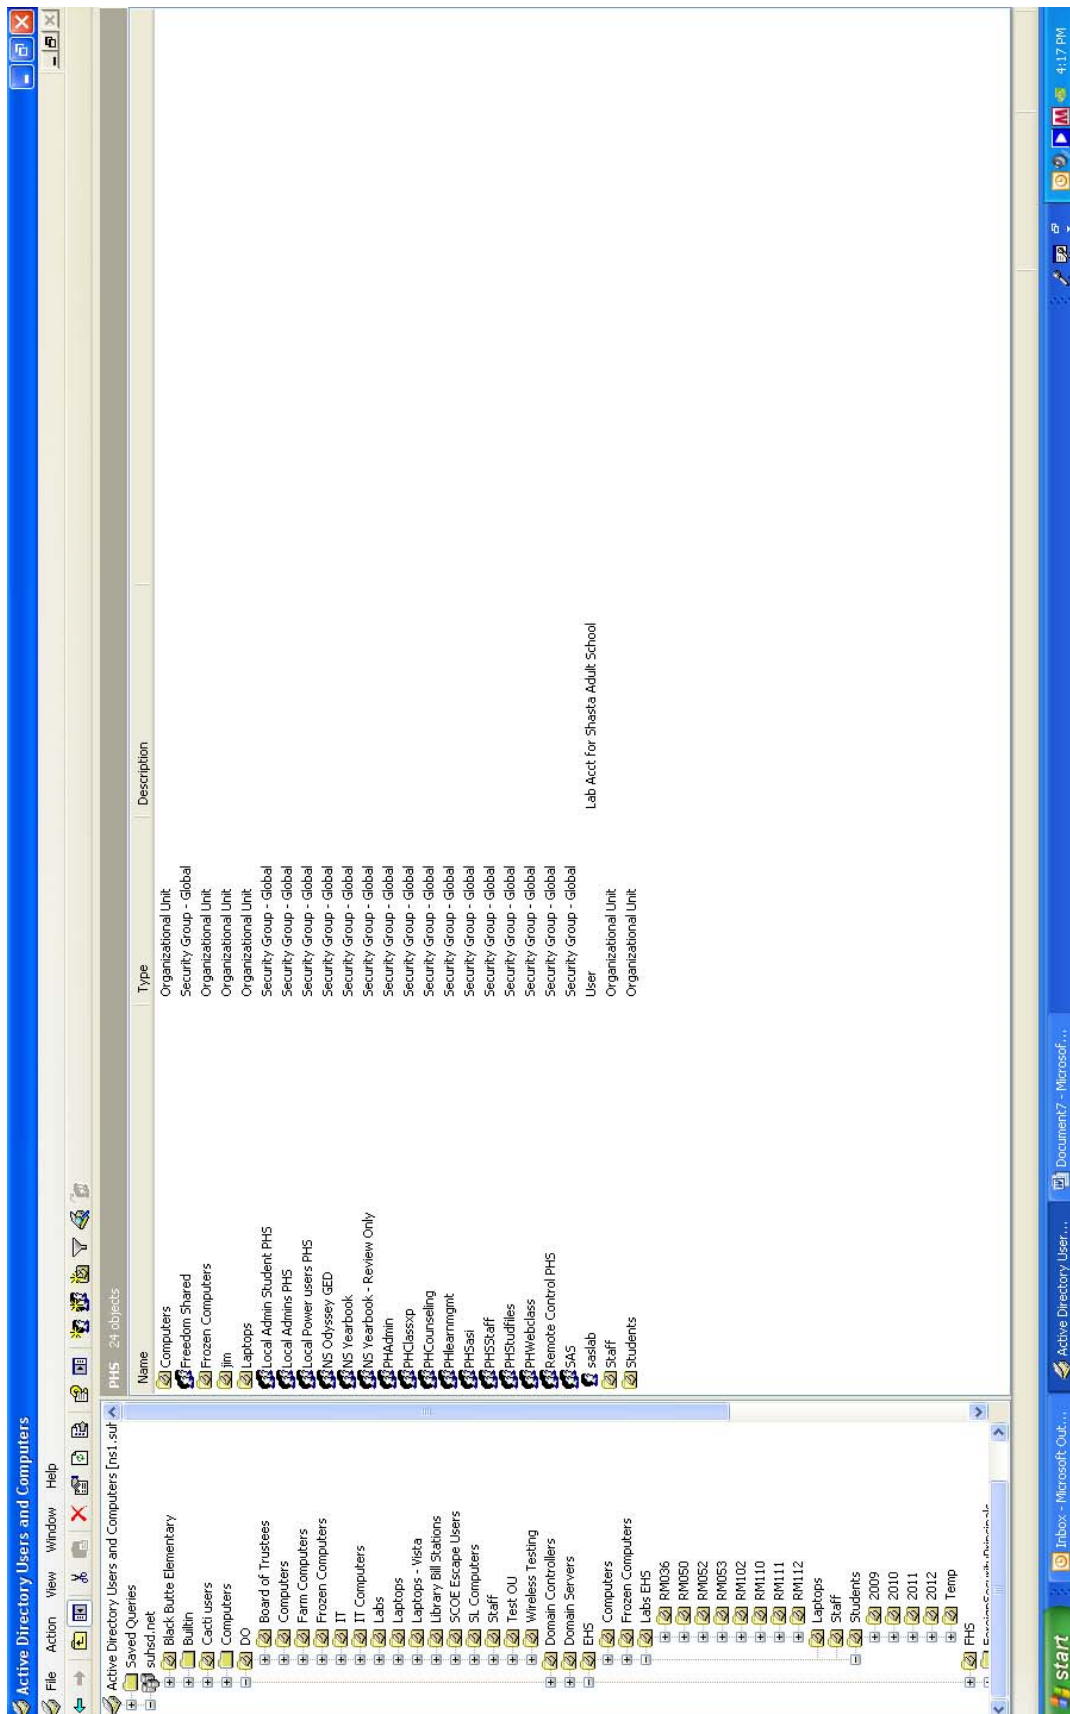 Active Directory Users and Computers
File Action View Window Help
Active Directory Users and Computers [ns1.suh
Saved Queries
suhsd.net
Black Butte Elementary
Builtin
Cacti users
Computers
DO
Board of Trustees
Computers
Farm Computers
Frozen Computers
IT
IT Computers
Labs
Laptops
Laptops - Vista
Library Bill Stations
SCOE Escape Users
SL Computers
Staff
Test OU
Wireless Testing
Domain Controllers
Domain Servers
EHS
Computers
Frozen Computers
Labs EHS
RM036
RM050
RM052
RM053
RM102
RM110
RM111
RM112
Laptops
Staff
Students
2009
2010
2011
2012
Temp
FHS
ForeignSecurityPrincipals
PHS 24 objects
Name Type Description
Computers Organizational Unit
Freedom Shared Security Group - Global
Frozen Computers Organizational Unit
jim Organizational Unit
Laptops Organizational Unit
Local Admin Student PHS Security Group - Global
Local Admins PHS Security Group - Global
Local Power users PHS Security Group - Global
NS Odyssey GED Security Group - Global
NS Yearbook Security Group - Global
NS Yearbook - Review Only Security Group - Global
PHAdmin Security Group - Global
PHClassxp Security Group - Global
PHCounseling Security Group - Global
PHlearnmgmt Security Group - Global
PHSasi Security Group - Global
PHSStaff Security Group - Global
PHStudfiles Security Group - Global
PHWebclass Security Group - Global
Remote Control PHS Security Group - Global
SAS Security Group - Global
saslab User Lab Acct for Shasta Adult School
Staff Organizational Unit
Students Organizational Unit
start Inbox - Microsoft Out... Active Directory User... Document7 - Microsof... 4:17 PM